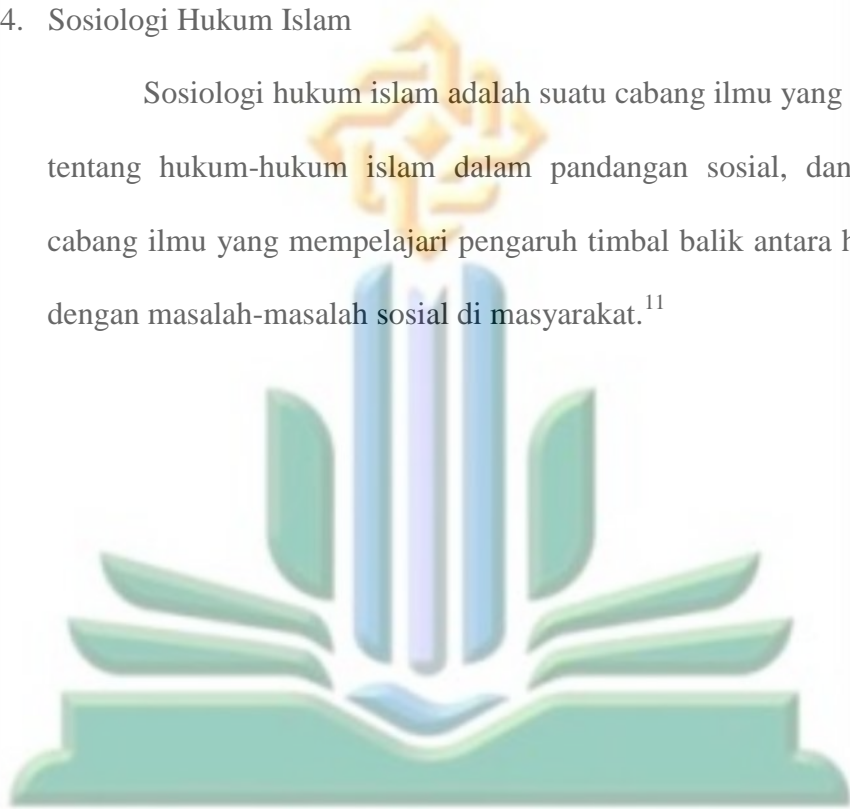 4. Sosiologi Hukum Islam
Sosiologi hukum islam adalah suatu cabang ilmu yang
tentang hukum-hukum islam dalam pandangan sosial, dan
cabang ilmu yang mempelajari pengaruh timbal balik antara
dengan masalah-masalah sosial di masyarakat.11